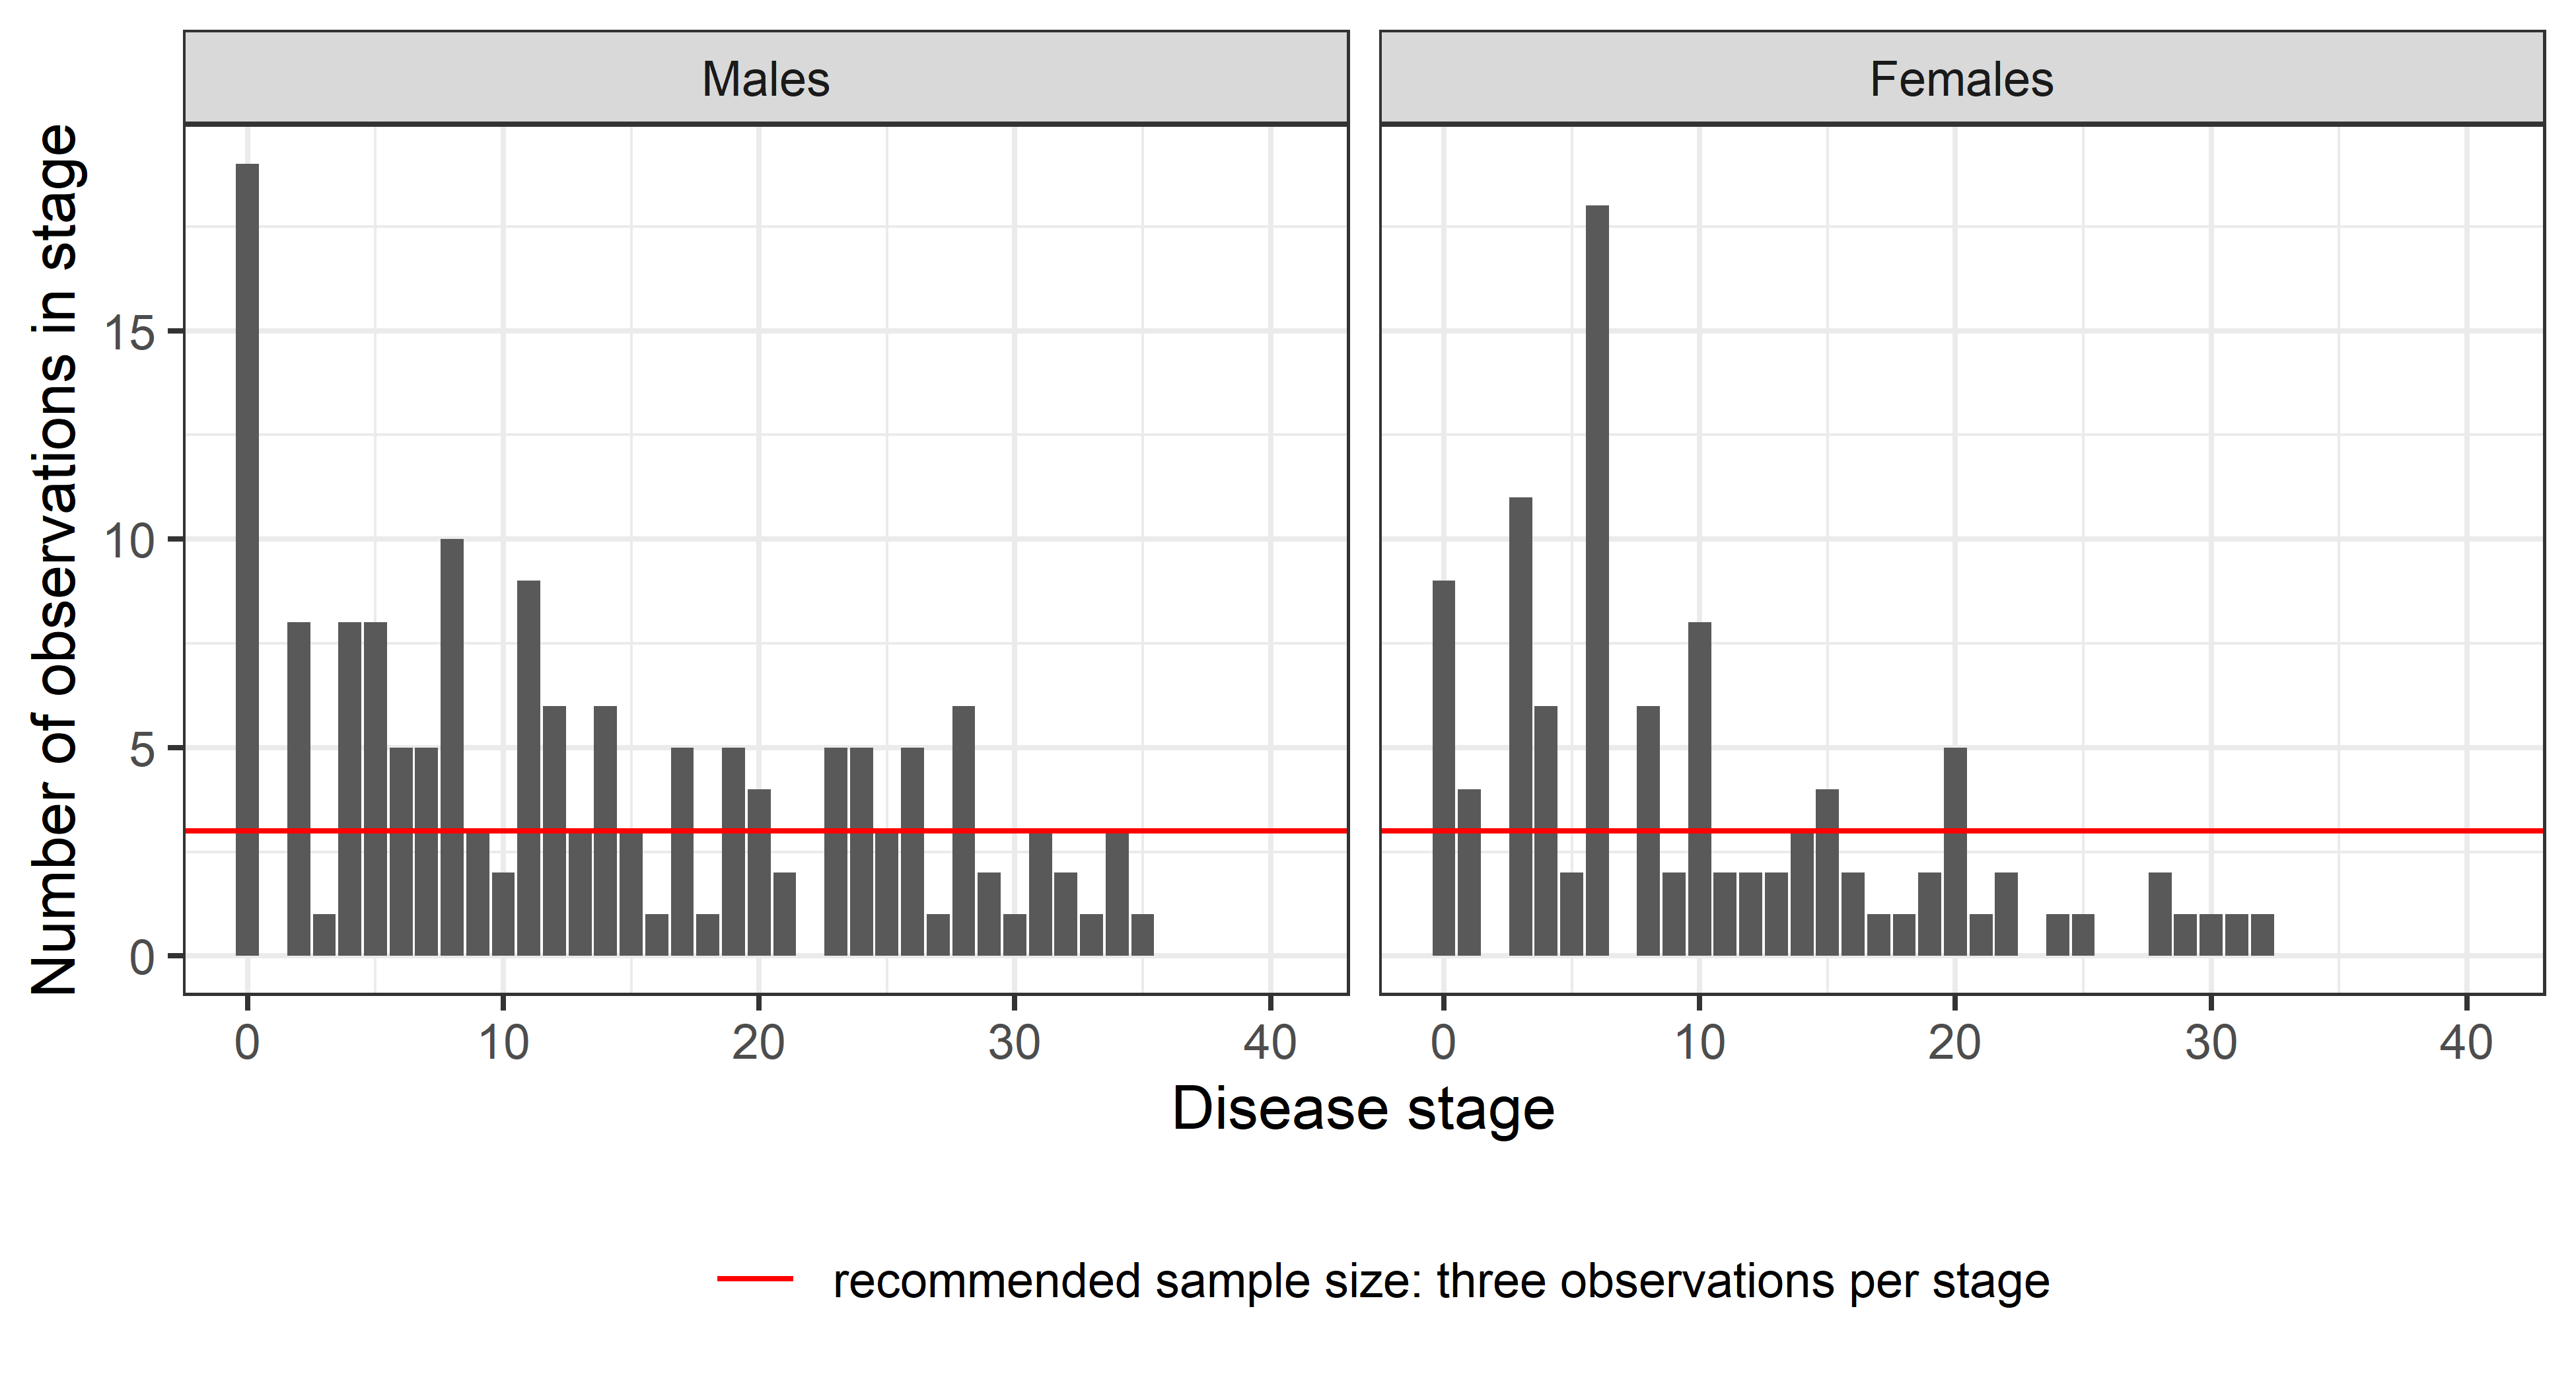 Males
Females
Number of observations in stage
15
10
5
0
0 10 20 30 40
0 10 20 30 40
Disease stage
recommended sample size: three observations per stage